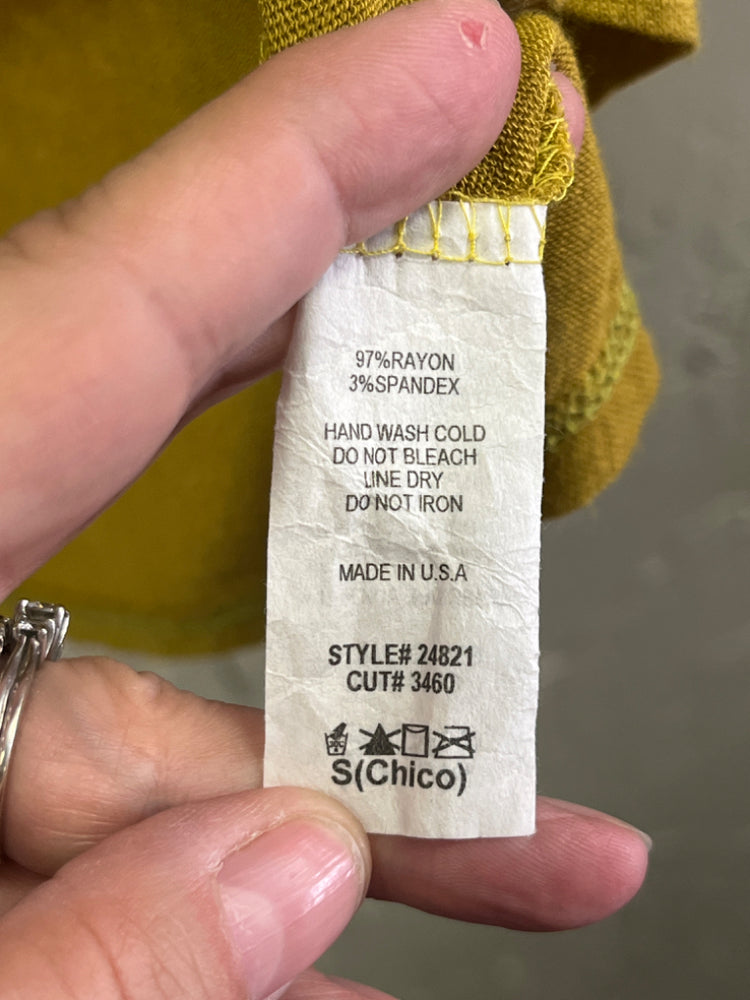 97%RAYON
3%SPANDEX
HAND WASH COLD
DO NOT BLEACH
LINE DRY
DO NOT IRON
MADE IN U.S.A
STYLE# 24821
CUT# 3460
S(Chico)